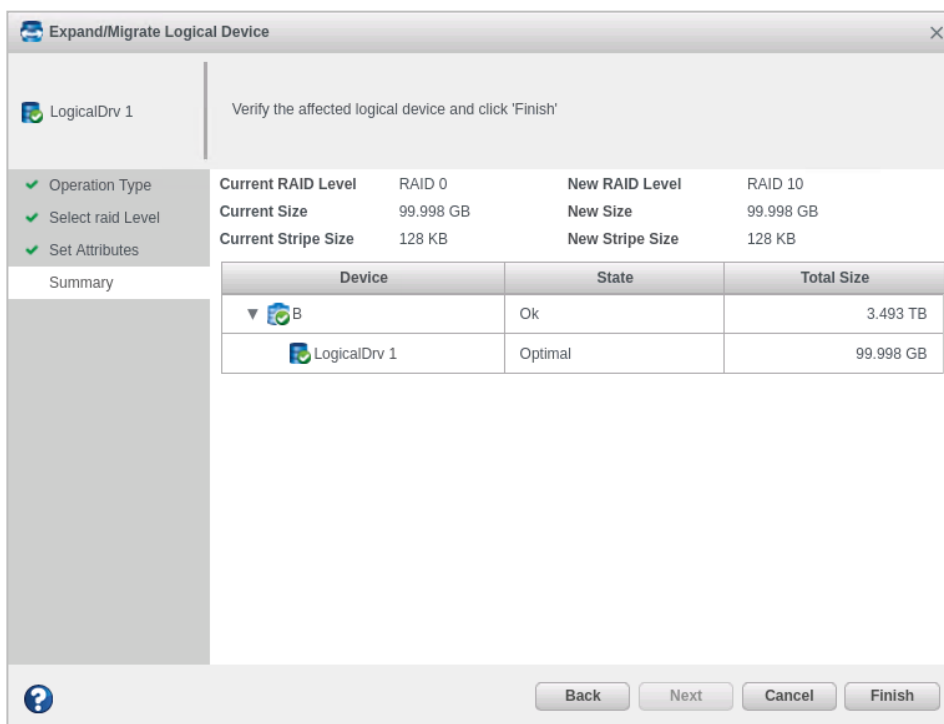 Expand/Migrate Logical Device
LogicalDrv 1
Verify the affected logical device and click 'Finish'
Operation Type
Select raid Level
Set Attributes
Summary
Current RAID Level RAID 0 New RAID Level RAID 10
Current Size 99.998 GB New Size 99.998 GB
Current Stripe Size 128 KB New Stripe Size 128 KB
Device State Total Size
B Ok 3.493 TB
LogicalDrv 1 Optimal 99.998 GB
Back Next Cancel Finish